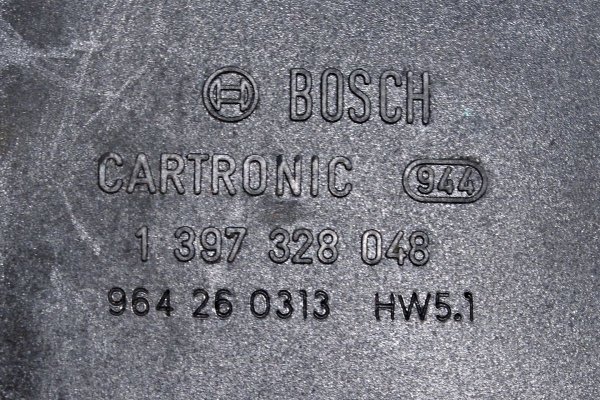 BOSCH
CARTRONIC 944
1 397 328 048
964 26 0313 HW5.1